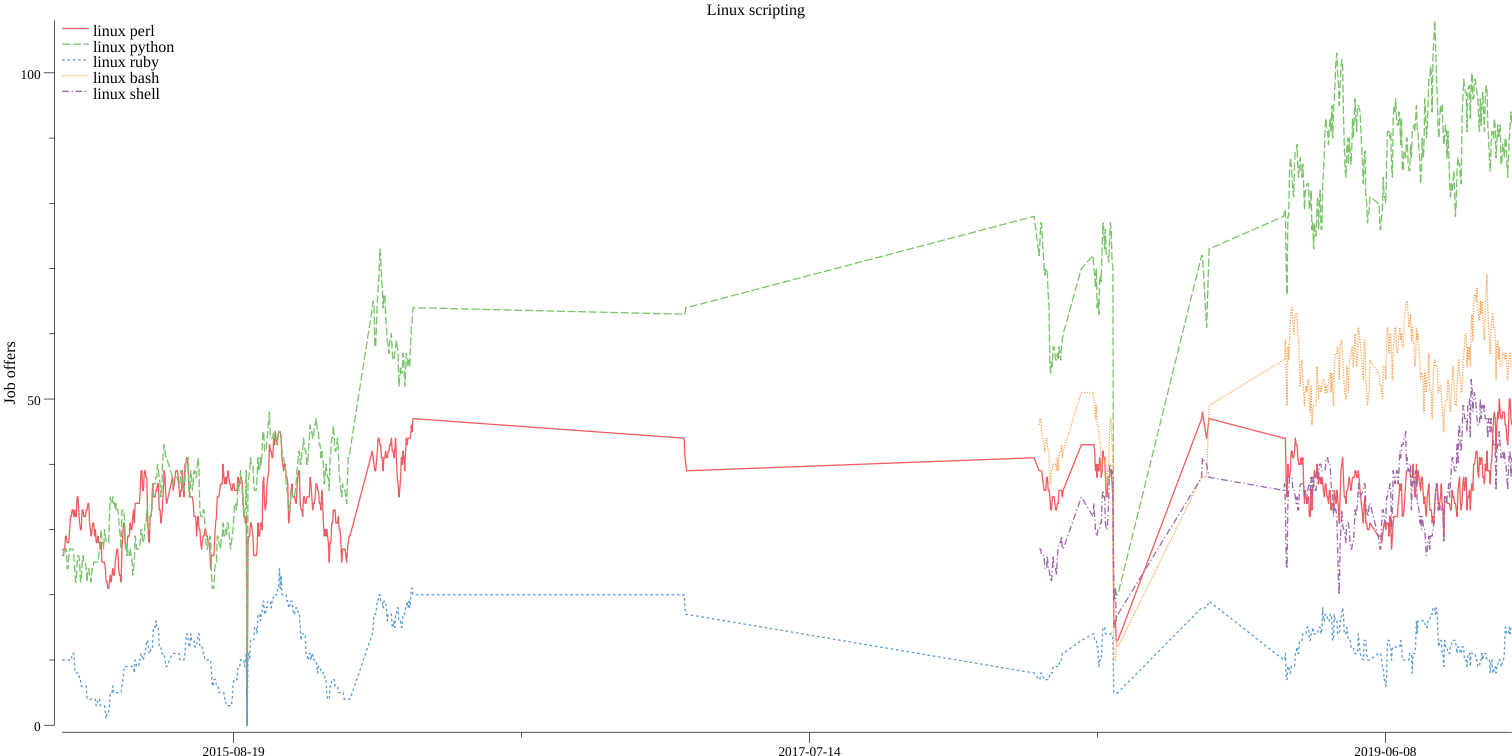 Linux scripting
linux perl
linux python
linux ruby
linux bash
linux shell
100
50
0
Job offers
2015-08-19
2017-07-14
2019-06-08